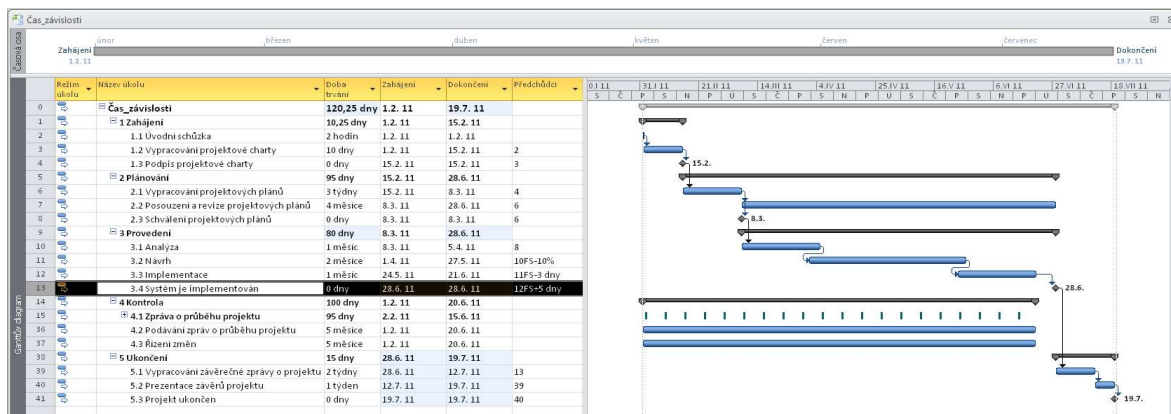 Čas_závislosti
Časová osa
únor březen duben květen červen červenec
Zahájení
1.2. 11
Dokončení
19.7. 11
Režim úkolu Název úkolu Doba trvání Zahájení Dokončení Předchůdci
31.I 11 21.II 11 14.III 11 4.IV 11 25.IV 11 16.V 11 6.VI 11 27.VI 11 18.VII 11
S Č P S N P Ú S Č P S N P Ú S Č P S N P Ú S Č P S N
0 Čas_závislosti 120,25 dny 1.2. 11 19.7. 11
1 1 Zahájení 10,25 dny 1.2. 11 15.2. 11
2 1.1 Úvodní schůzka 2 hodin 1.2. 11 1.2. 11
3 1.2 Vypracování projektové charty 10 dny 1.2. 11 15.2. 11 2
4 1.3 Podpis projektové charty 0 dny 15.2. 11 15.2. 11 3 15.2.
5 2 Plánování 95 dny 15.2. 11 28.6. 11
6 2.1 Vypracování projektových plánů 3 týdny 15.2. 11 8.3. 11 4
7 2.2 Posouzení a revize projektových plánů 4 měsíce 8.3. 11 28.6. 11 6
8 2.3 Schválení projektových plánů 0 dny 8.3. 11 8.3. 11 6 8.3.
9 3 Provedení 80 dny 8.3. 11 28.6. 11
10 3.1 Analýza 1 měsíc 8.3. 11 5.4. 11 8
11 3.2 Návrh 2 měsíce 1.4. 11 27.5. 11 10FS-10%
12 3.3 Implementace 1 měsíc 24.5. 11 21.6. 11 11FS-3 dny
13 3.4 Systém je implementován 0 dny 28.6. 11 28.6. 11 12FS+5 dny 28.6.
14 4 Kontrola 100 dny 1.2. 11 20.6. 11
15 4.1 Zpráva o průběhu projektu 95 dny 2.2. 11 15.6. 11
36 4.2 Podávání zpráv o průběhu projektu 5 měsíce 1.2. 11 20.6. 11
37 4.3 Řízení změn 5 měsíce 1.2. 11 20.6. 11
38 5 Ukončení 15 dny 28.6. 11 19.7. 11
39 5.1 Vypracování závěrečné zprávy o projektu 2 týdny 28.6. 11 12.7. 11 13
40 5.2 Prezentace závěrů projektu 1 týden 12.7. 11 19.7. 11 39
41 5.3 Projekt ukončen 0 dny 19.7. 11 19.7. 11 40 19.7.
Ganttův diagram